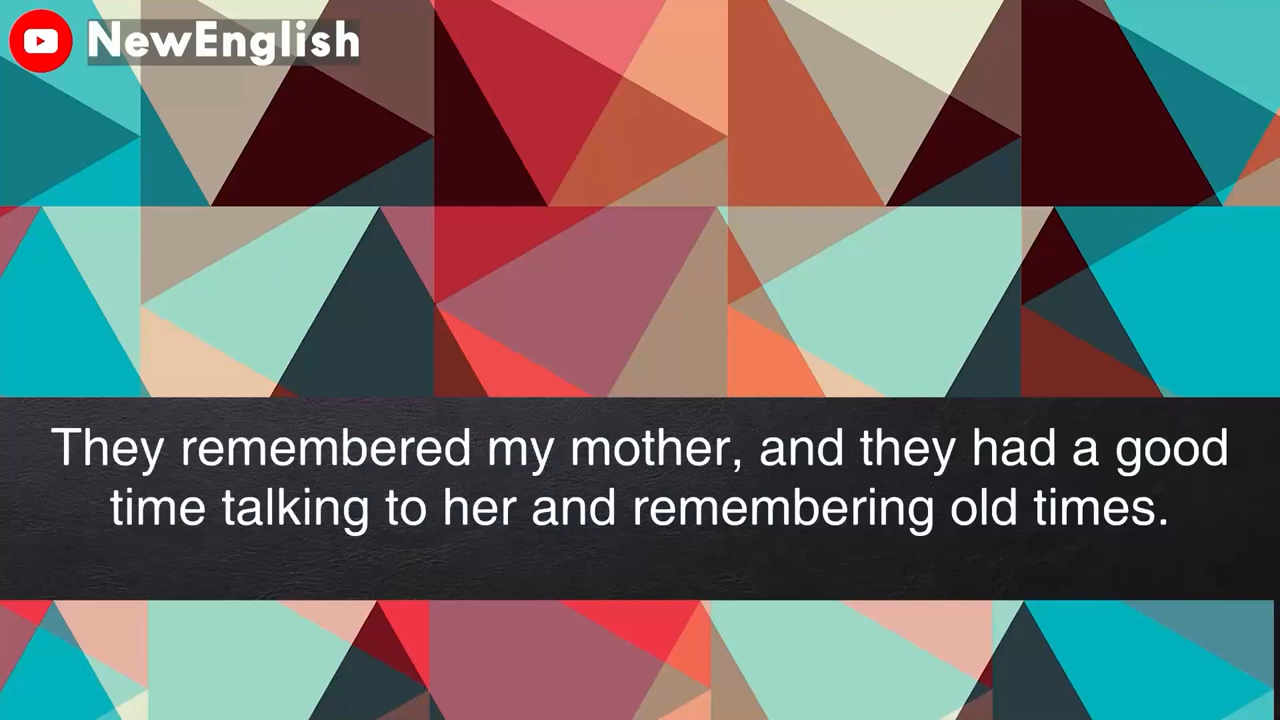 NewEnglish
They remembered my mother, and they had a good
time talking to her and remembering old times.